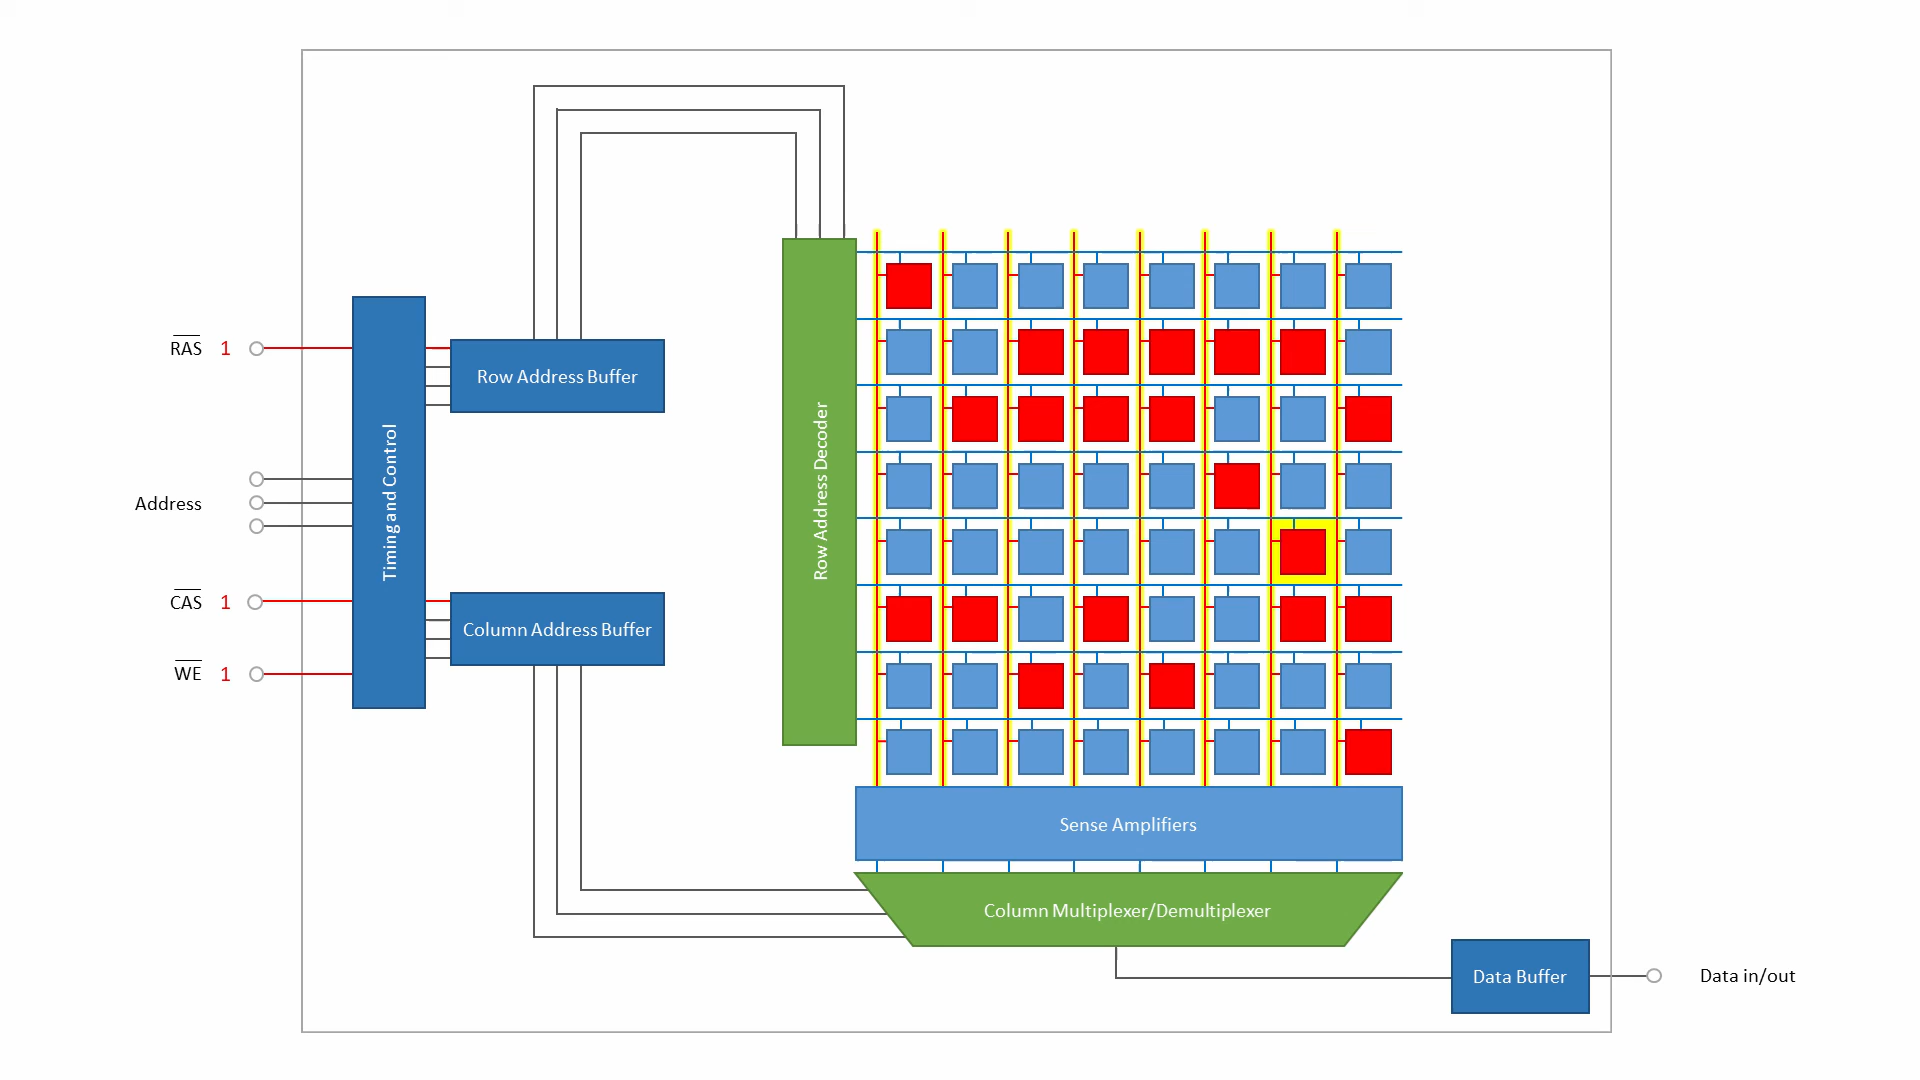 RAS 1
Row Address Buffer
Timing and Control
Row Address Decoder
Address
CAS 1
Column Address Buffer
WE 1
Sense Amplifiers
Column Multiplexer/Demultiplexer
Data Buffer
Data in/out